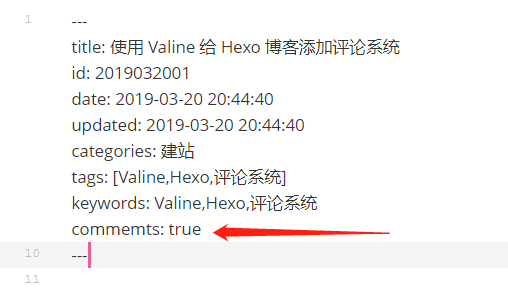 1 ---
title: 使用 Valine 给 Hexo 博客添加评论系统
id: 2019032001
date: 2019-03-20 20:44:40
updated: 2019-03-20 20:44:40
categories: 建站
tags: [Valine,Hexo,评论系统]
keywords: Valine,Hexo,评论系统
commemts: true
10 ---
11